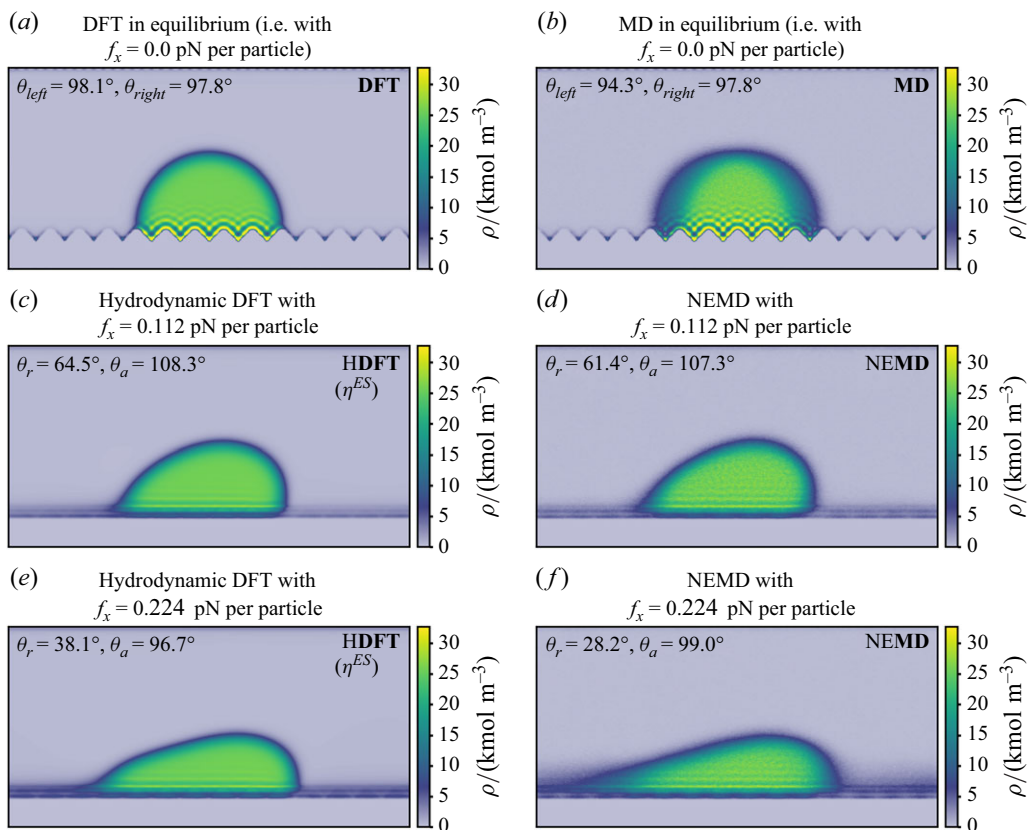 (a) DFT in equilibrium (i.e. with
f_x = 0.0 pN per particle)
θ_left = 98.1°, θ_right = 97.8° DFT
30
25
20
15
10
5
0
ρ/(kmol m⁻³)
(b) MD in equilibrium (i.e. with
f_x = 0.0 pN per particle)
θ_left = 94.3°, θ_right = 97.8° MD
30
25
20
15
10
5
0
ρ/(kmol m⁻³)
(c) Hydrodynamic DFT with
f_x = 0.112 pN per particle
θ_r = 64.5°, θ_a = 108.3° HDFT
(η^ES)
30
25
20
15
10
5
0
ρ/(kmol m⁻³)
(d) NEMD with
f_x = 0.112 pN per particle
θ_r = 61.4°, θ_a = 107.3° NEMD
30
25
20
15
10
5
0
ρ/(kmol m⁻³)
(e) Hydrodynamic DFT with
f_x = 0.224 pN per particle
θ_r = 38.1°, θ_a = 96.7° HDFT
(η^ES)
30
25
20
15
10
5
0
ρ/(kmol m⁻³)
(f) NEMD with
f_x = 0.224 pN per particle
θ_r = 28.2°, θ_a = 99.0° NEMD
30
25
20
15
10
5
0
ρ/(kmol m⁻³)